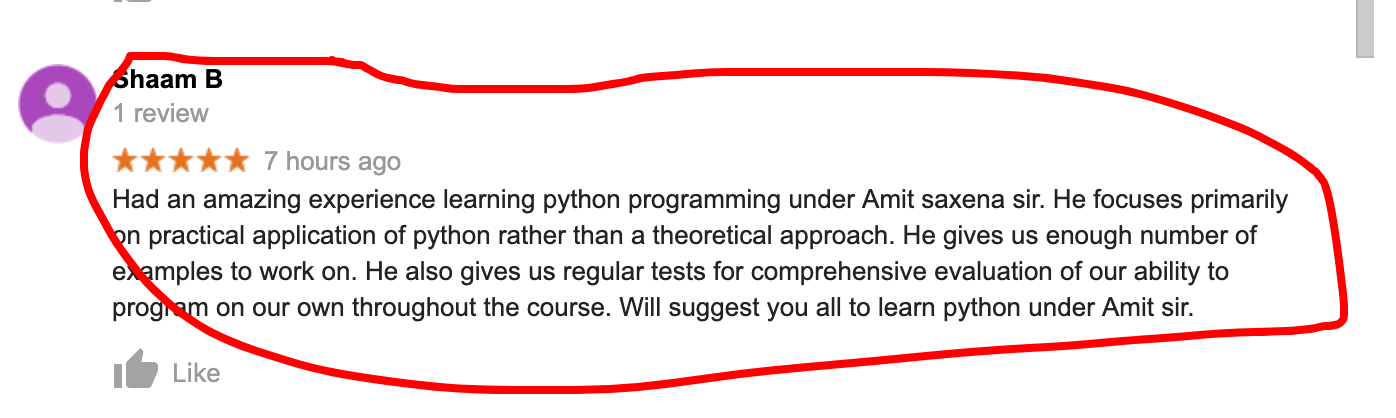 Shaam B
1 review
7 hours ago
Had an amazing experience learning python programming under Amit saxena sir. He focuses primarily
on practical application of python rather than a theoretical approach. He gives us enough number of
examples to work on. He also gives us regular tests for comprehensive evaluation of our ability to
program on our own throughout the course. Will suggest you all to learn python under Amit sir.
Like